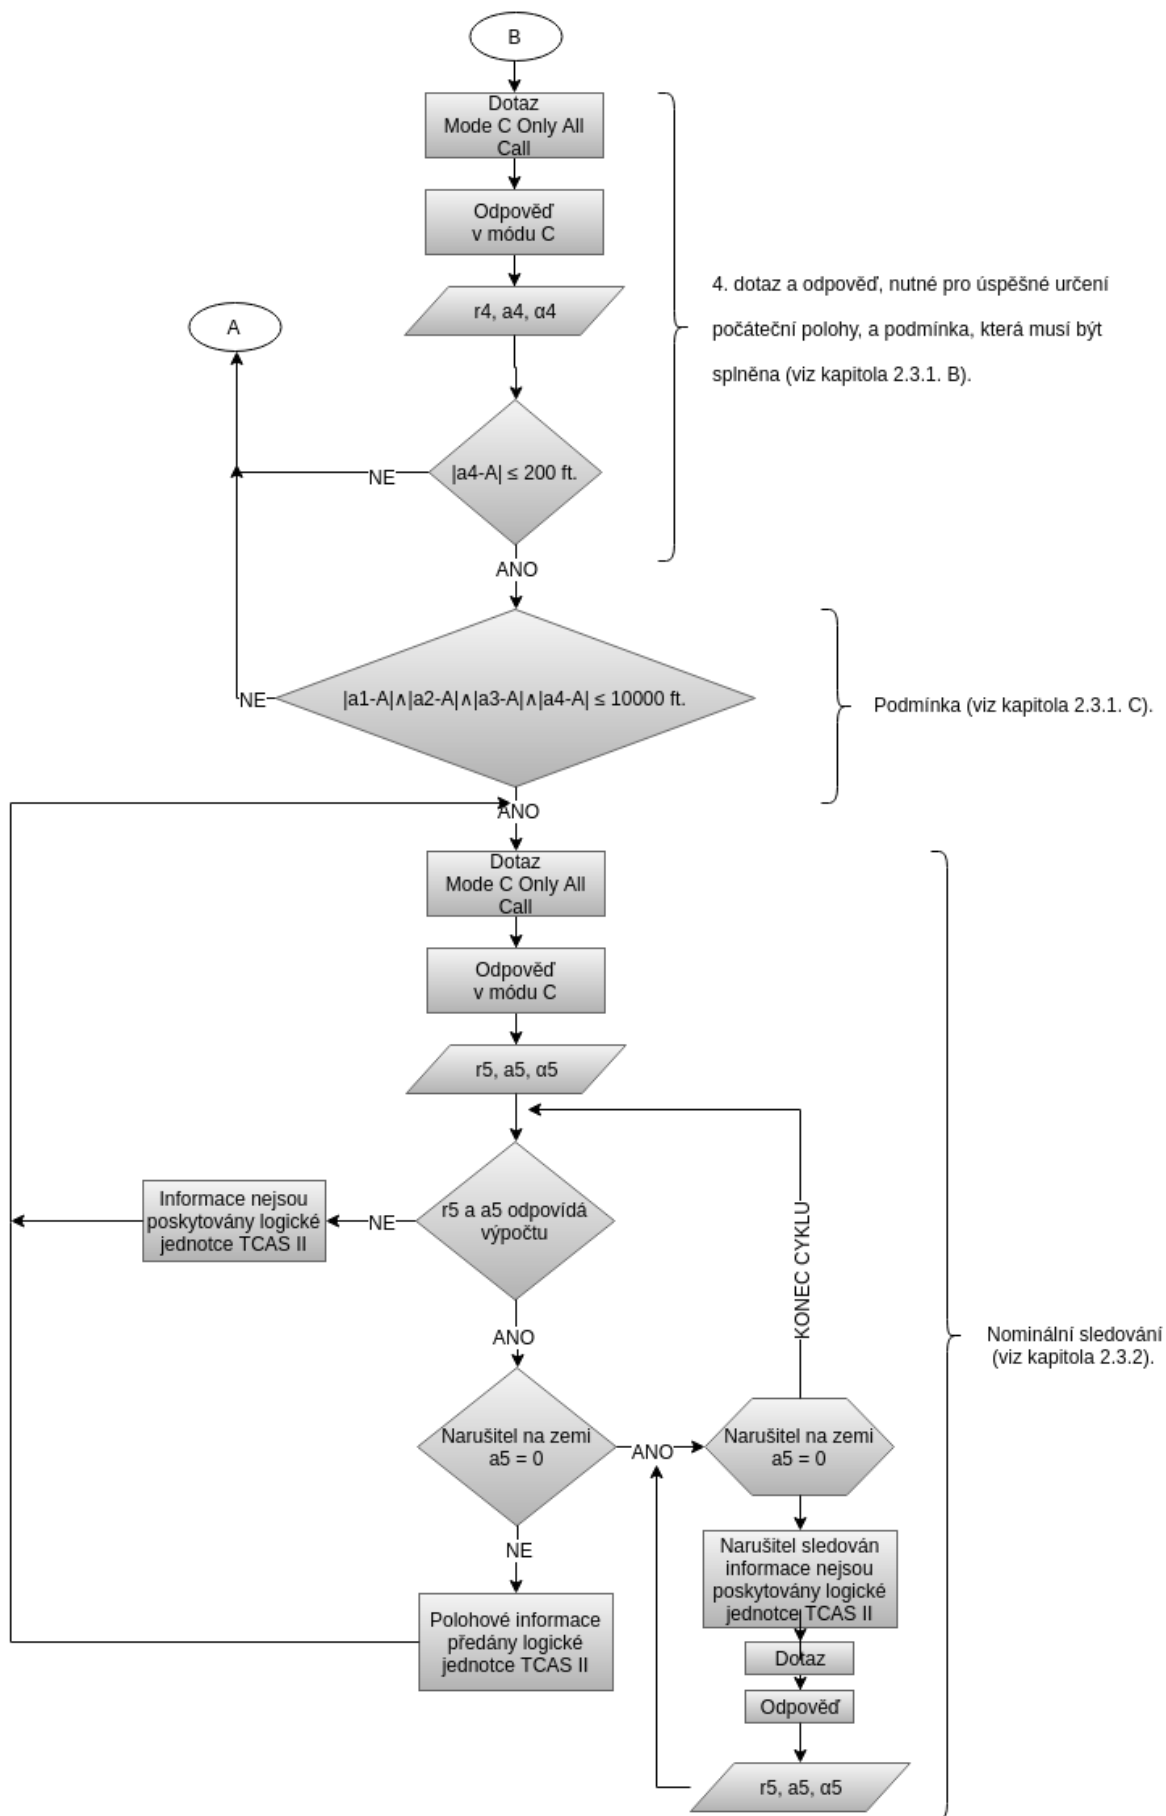 B
Dotaz
Mode C Only All
Call
Odpověď
v módu C
r4, a4, α4
4. dotaz a odpověď, nutné pro úspěšné určení
počáteční polohy, a podmínka, která musí být
splněna (viz kapitola 2.3.1. B).
A
|a4-A| ≤ 200 ft.
NE
ANO
|a1-A|∧|a2-A|∧|a3-A|∧|a4-A| ≤ 10000 ft.
NE
Podmínka (viz kapitola 2.3.1. C).
ANO
Dotaz
Mode C Only All
Call
Odpověď
v módu C
r5, a5, α5
r5 a a5 odpovídá
výpočtu
NE
Informace nejsou
poskytovány logické
jednotce TCAS II
KONEC CYKLU
ANO
Nominální sledování
(viz kapitola 2.3.2).
Narušitel na zemi
a5 = 0
ANO
Narušitel na zemi
a5 = 0
NE
Narušitel sledován
informace nejsou
poskytovány logické
jednotce TCAS II
Polohové informace
předány logické
jednotce TCAS II
Dotaz
Odpověď
r5, a5, α5